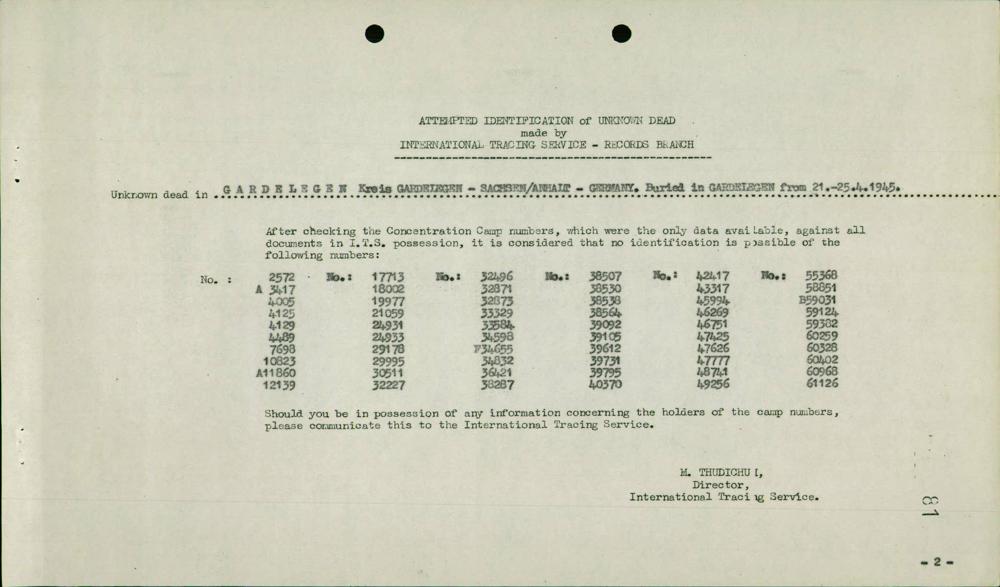 ATTEMPTED IDENTIFICATION of UNKNOWN DEAD
made by
INTERNATIONAL TRACING SERVICE - RECORDS BRANCH
Unknown dead in GARDELEGEN Kreis GARDELEGEN - SACHSEN/ANHALT - GERMANY. Buried in GARDELEGEN from 21.-25.4.1945.
After checking the Concentration Camp numbers, which were the only data available, against all
documents in I.T.S. possession, it is considered that no identification is possible of the
following numbers:
No. : 2572 No.: 17713 No.: 32496 No.: 38507 No.: 42417 No.: 55368
A 3417 18002 32871 38530 43317 58851
4005 19977 32873 38538 45994 B59031
4125 21059 33329 38564 46269 59124
4129 24931 33584 39092 46751 59382
4489 24933 34598 39105 47425 60259
7698 29178 F34655 39612 47626 60328
10823 29995 34832 39731 47777 60402
A11860 30511 36421 39795 48741 60968
12139 32227 38287 40370 49256 61126
Should you be in possession of any information concerning the holders of the camp numbers,
please communicate this to the International Tracing Service.
M. THUDICHUM,
Director,
International Tracing Service.
81
- 2 -